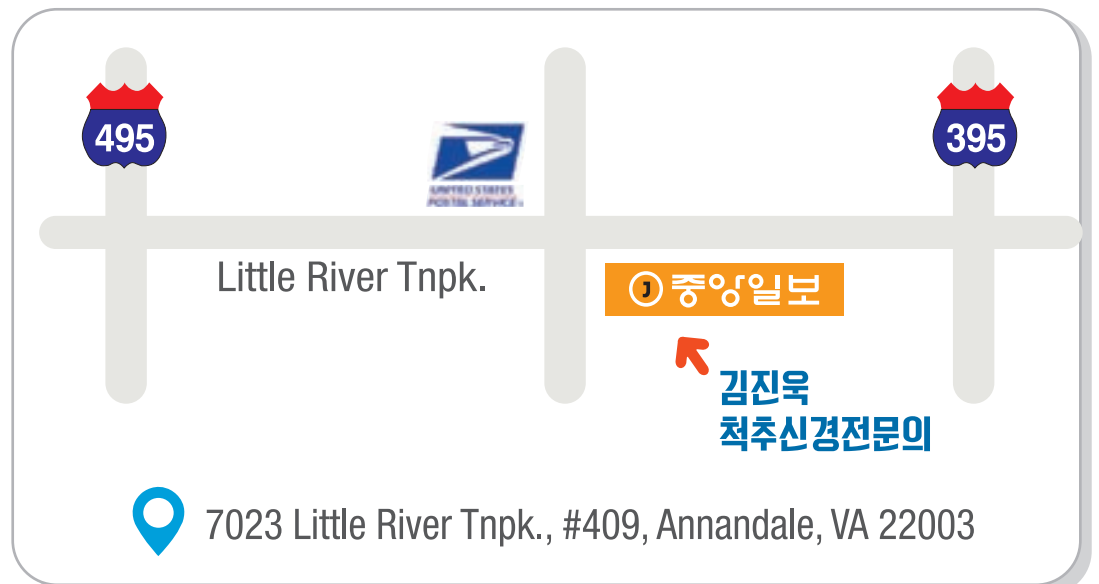 495
395
UNITED STATES
POSTAL SERVICE
Little River Tnpk.
J 중앙일보
김진욱
척추신경전문의
7023 Little River Tnpk., #409, Annandale, VA 22003